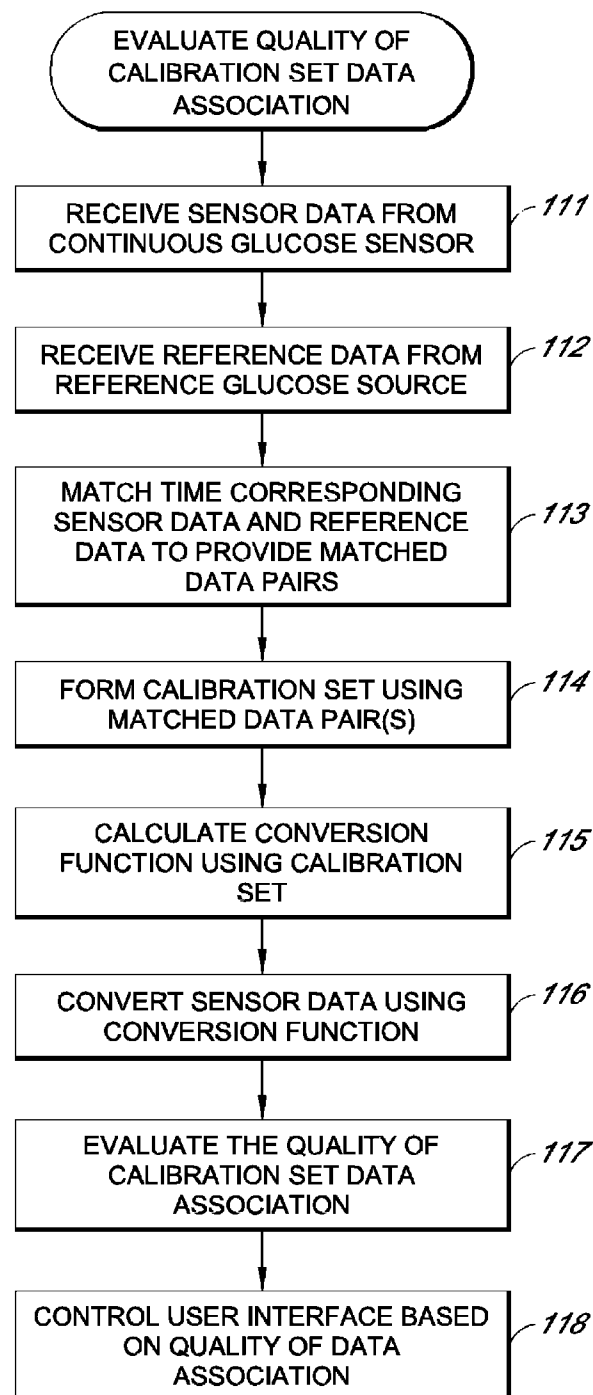 EVALUATE QUALITY OF
CALIBRATION SET DATA
ASSOCIATION
RECEIVE SENSOR DATA FROM
CONTINUOUS GLUCOSE SENSOR
111
RECEIVE REFERENCE DATA FROM
REFERENCE GLUCOSE SOURCE
112
MATCH TIME CORRESPONDING
SENSOR DATA AND REFERENCE
DATA TO PROVIDE MATCHED
DATA PAIRS
113
FORM CALIBRATION SET USING
MATCHED DATA PAIR(S)
114
CALCULATE CONVERSION
FUNCTION USING CALIBRATION
SET
115
CONVERT SENSOR DATA USING
CONVERSION FUNCTION
116
EVALUATE THE QUALITY OF
CALIBRATION SET DATA
ASSOCIATION
117
CONTROL USER INTERFACE BASED
ON QUALITY OF DATA
ASSOCIATION
118